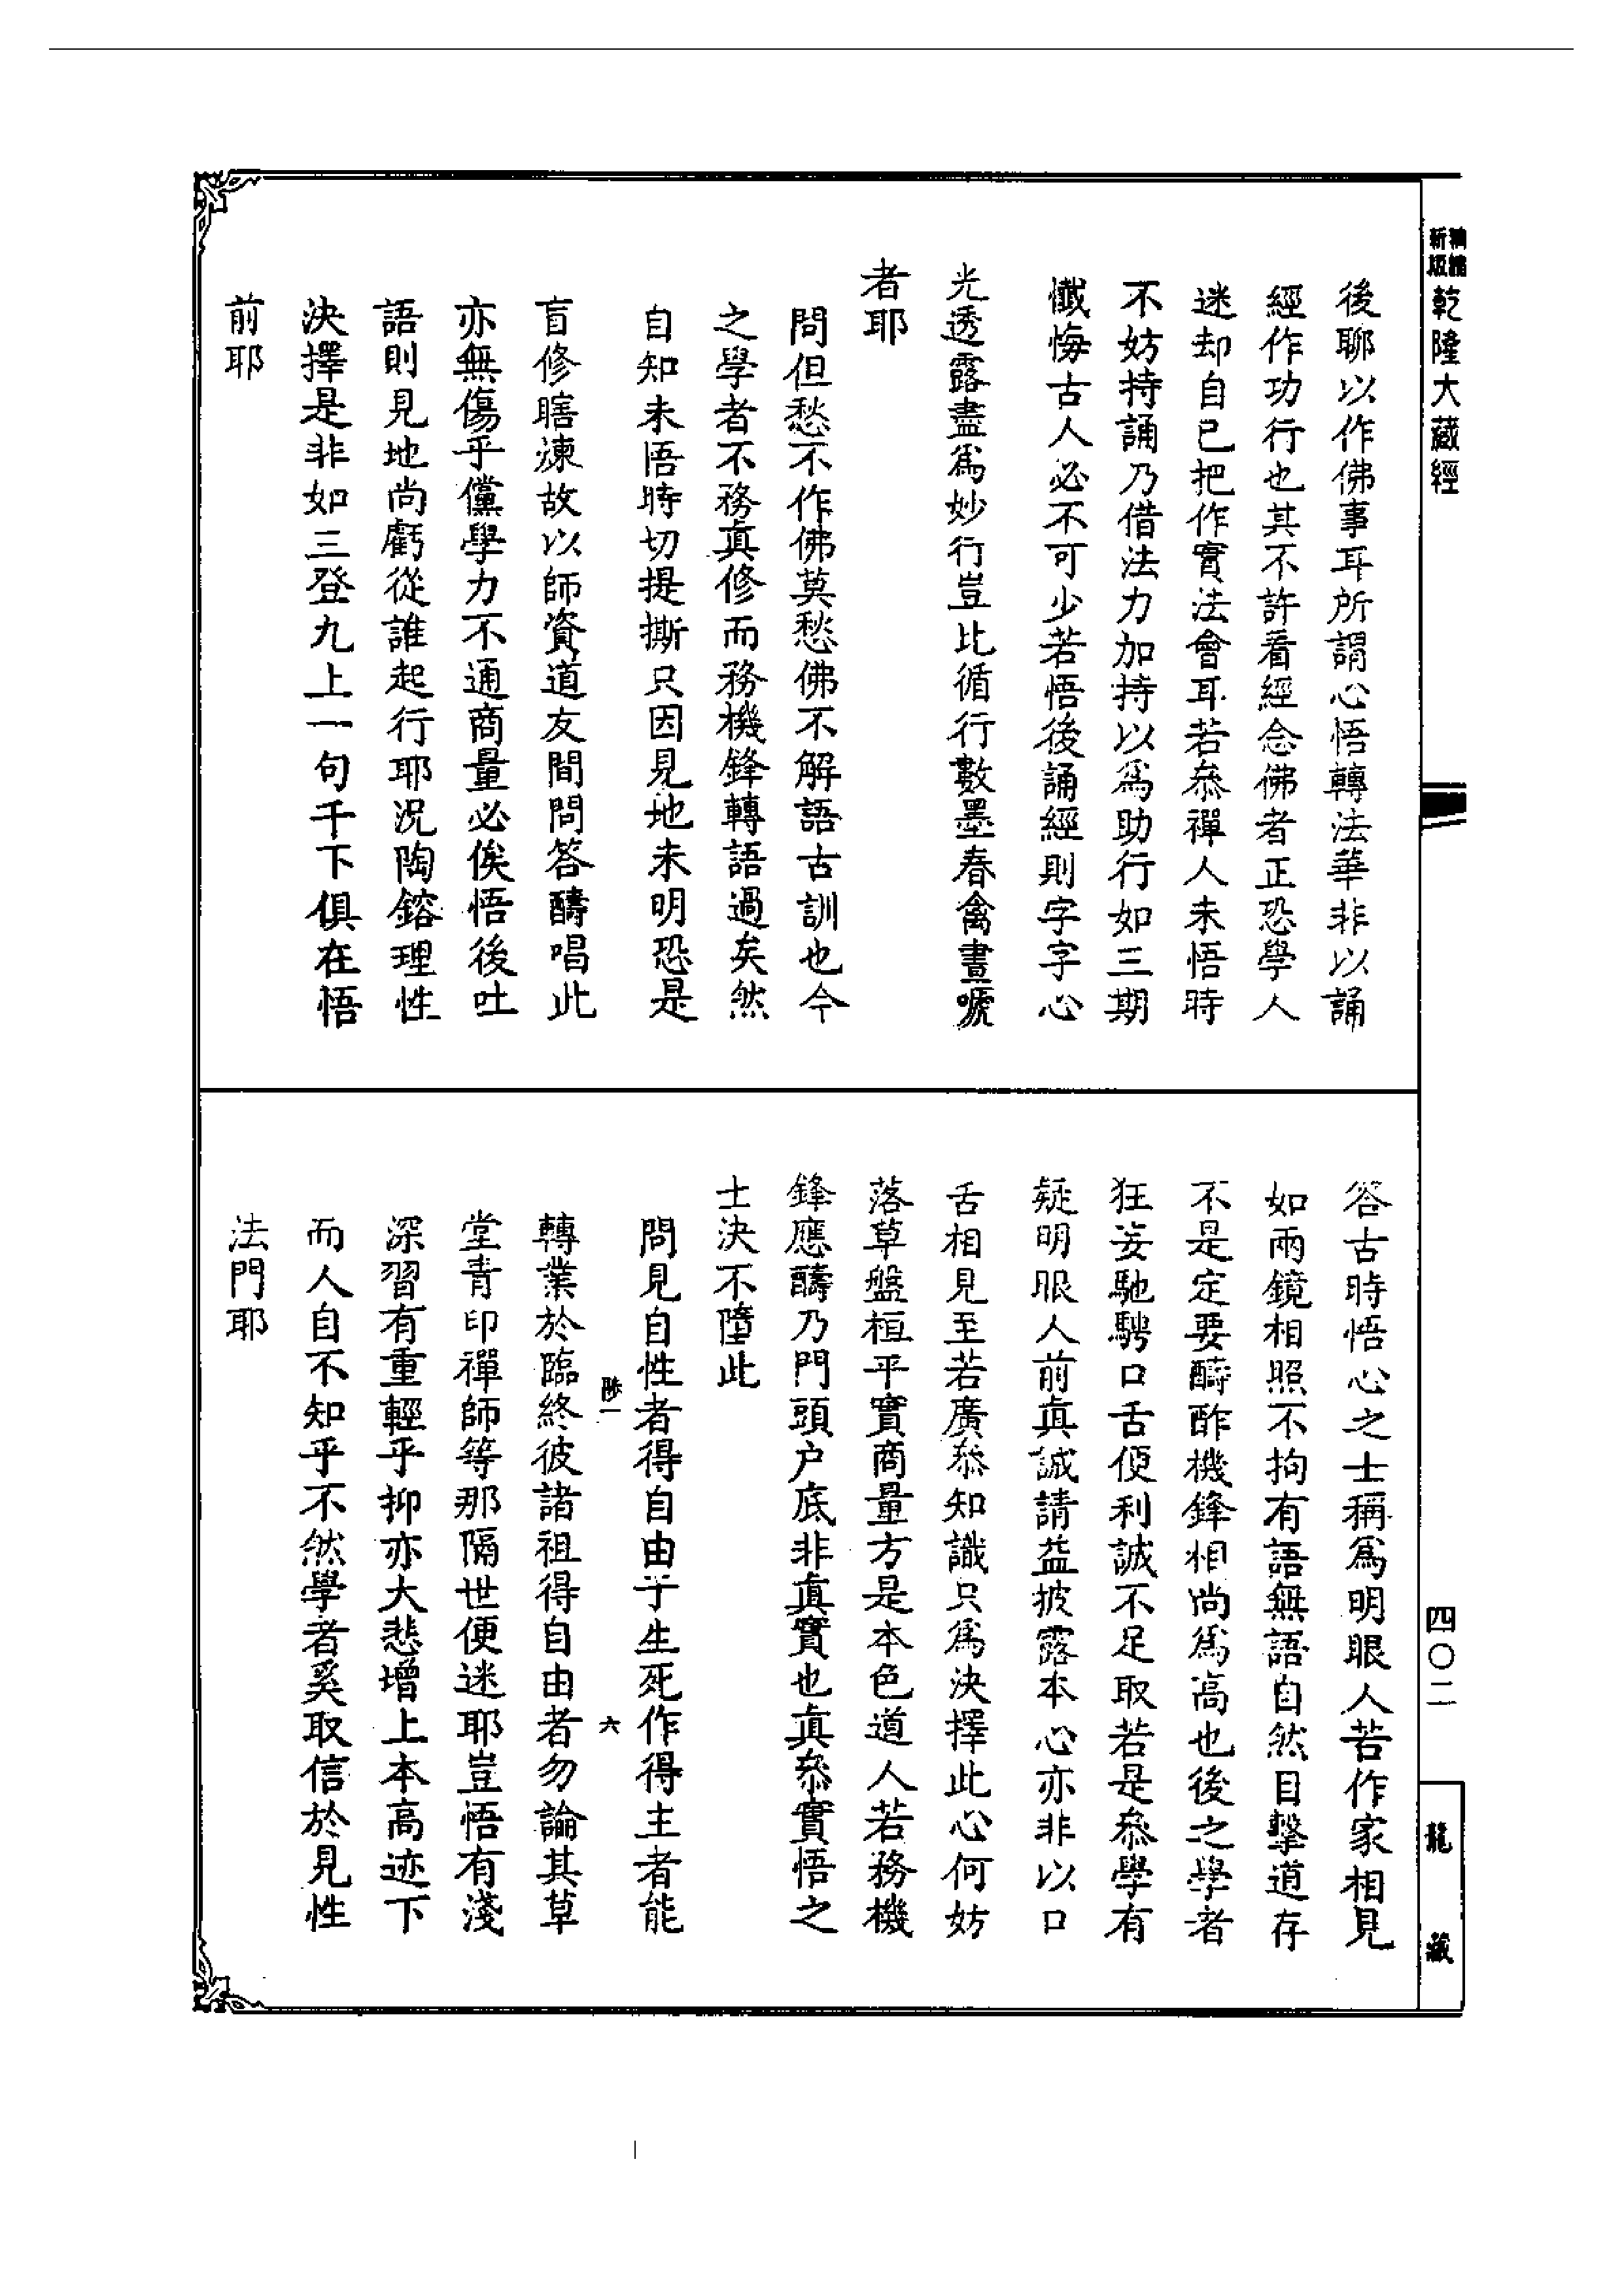 新版
精縮
乾隆大藏經
後聊以作佛事耳所謂心悟轉法華非以誦
經作功行也其不許看經念佛者正恐學人
迷却自已把作實法會耳若叅禪人未悟時
不妨持誦乃借法力加持以爲助行如三期
懺悔古人必不可少若悟後誦經則字字心
光透露盡爲妙行豈比循行數墨春禽晝嗁
者耶
問但愁不作佛莫愁佛不解語古訓也今
之學者不務眞修而務機鋒轉語過矣然
自知未悟時切提撕只因見地未明恐是
盲修瞎煉故以師資道友間問答醻唱此
亦無傷乎儻學力不通商量必俟悟後吐
語則見地尚虧從誰起行耶况陶鎔理性
決擇是非如三登九上一句千下俱在悟
前耶
答古時悟心之士稱爲明眼人若作家相見
如兩鏡相照不拘有語無語自然目擊道存
不是定要醻酢機鋒相尚爲高也後之學者
狂妄馳騁口舌便利誠不足取若是叅學有
疑明眼人前眞誠請益披露本心亦非以口
舌相見至若廣叅知識只爲決擇此心何妨
落草盤桓平實商量方是本色道人若務機
鋒應醻乃門頭户底非眞實也眞叅實悟之
士決不墮此
問見自性者得自由于生死作得主者能
陟一
六
轉業於臨終彼諸祖得自由者勿論其草
堂青印禪師等那隔世便迷耶豈悟有淺
深習有重輕乎抑亦大悲增上本高迹下
而人自不知乎不然學者奚取信於見性
法門耶
四〇二
龍藏